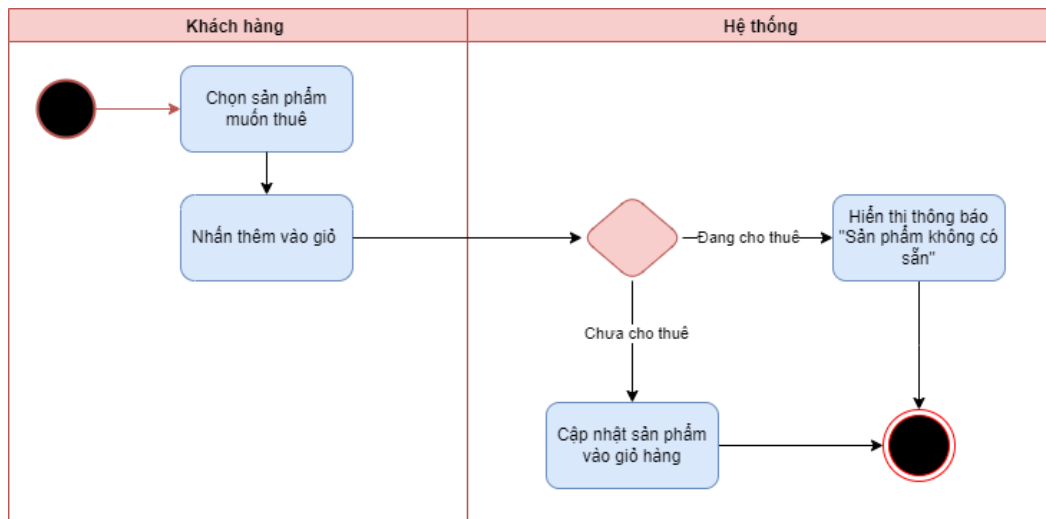 Khách hàng
Hệ thống
Chọn sản phẩm
muốn thuê
Nhấn thêm vào giỏ
Đang cho thuê
Hiển thị thông báo
"Sản phẩm không có
sẵn"
Chưa cho thuê
Cập nhật sản phẩm
vào giỏ hàng